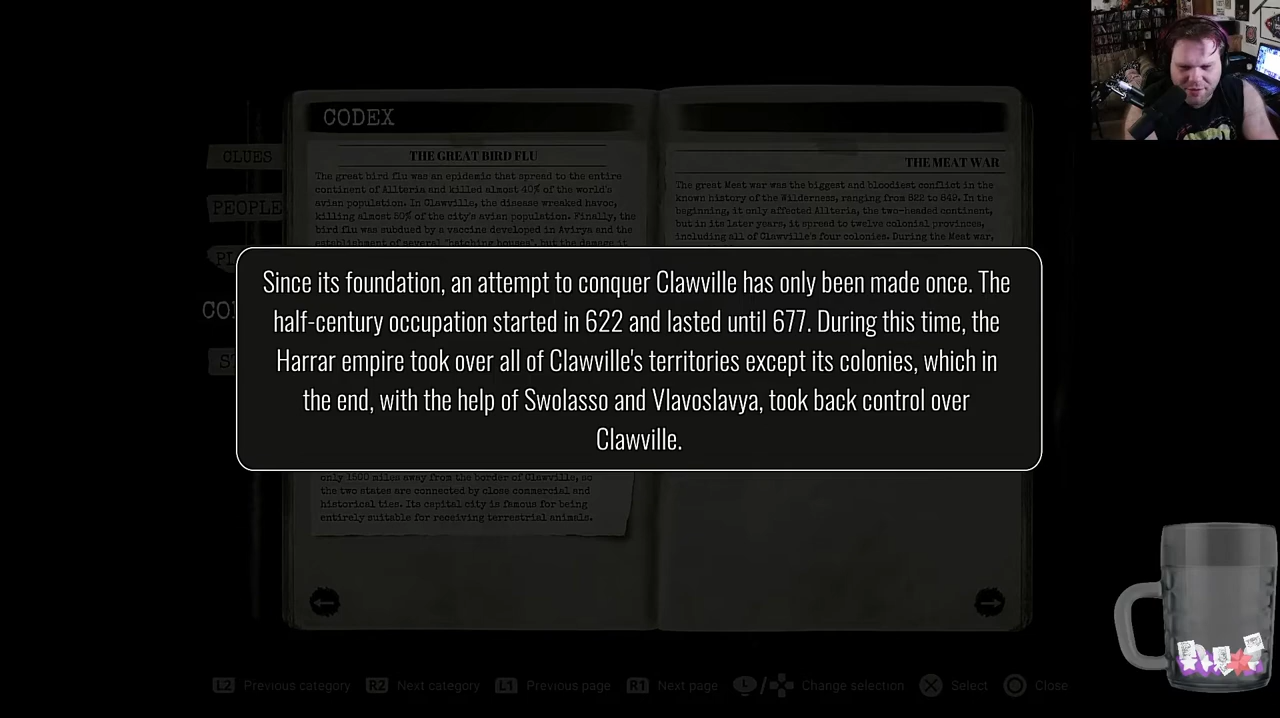 CODEX
CLUES
PEOPLE
THE GREAT BIRD FLU
The great bird flu was an epidemic that spread to the entire
continent of Allteria and killed almost 40% of the world's
avian population. In Clawville, the disease wreaked havoc,
killing almost 50% of the city's avian population. Finally, the
bird flu was subdued by a vaccine developed in Avirya and the
establishment of several "hatching houses", but the damage it
THE MEAT WAR
The great Meat war was the biggest and bloodiest conflict in the
known history of the Wilderness, ranging from 822 to 849. In the
beginning, it only affected Allteria, the two-headed continent,
but in its later years, it spread to twelve colonial provinces,
including all of Clawville's four colonies. During the Meat war,
Since its foundation, an attempt to conquer Clawville has only been made once. The
half-century occupation started in 622 and lasted until 677. During this time, the
Harrar empire took over all of Clawville's territories except its colonies, which in
the end, with the help of Swolasso and Vlavoslavya, took back control over
Clawville.
only 1500 miles away from the border of Clawville, so
the two states are connected by close commercial and
historical ties. Its capital city is famous for being
entirely suitable for receiving terrestrial animals.
L2 Previous category R2 Next category L1 Previous page R1 Next page L / Change selection Select Close